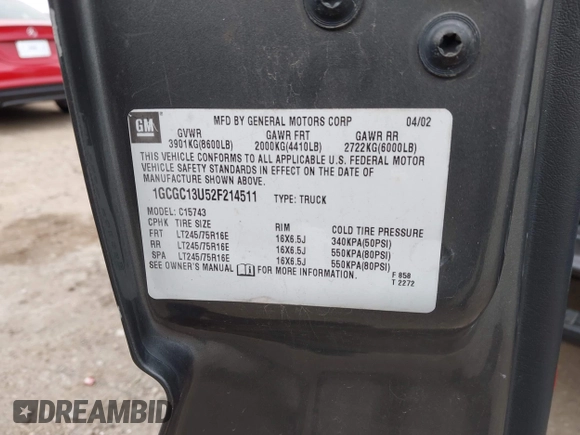 GM
MFD BY GENERAL MOTORS CORP 04/02
GVWR GAWR FRT GAWR RR
3901KG(8600LB) 2000KG(4410LB) 2722KG(6000LB)
THIS VEHICLE CONFORMS TO ALL APPLICABLE U.S. FEDERAL MOTOR
VEHICLE SAFETY STANDARDS IN EFFECT ON THE DATE OF
MANUFACTURE SHOWN ABOVE.
1GCGC13U52F214511 TYPE: TRUCK
MODEL: C15743
CPHK TIRE SIZE RIM COLD TIRE PRESSURE
FRT LT245/75R16E 16X6.5J 340KPA(50PSI)
RR LT245/75R16E 16X6.5J 550KPA(80PSI)
SPA LT245/75R16E 16X6.5J 550KPA(80PSI)
SEE OWNER'S MANUAL FOR MORE INFORMATION
F 858
T 2272
DREAMBID